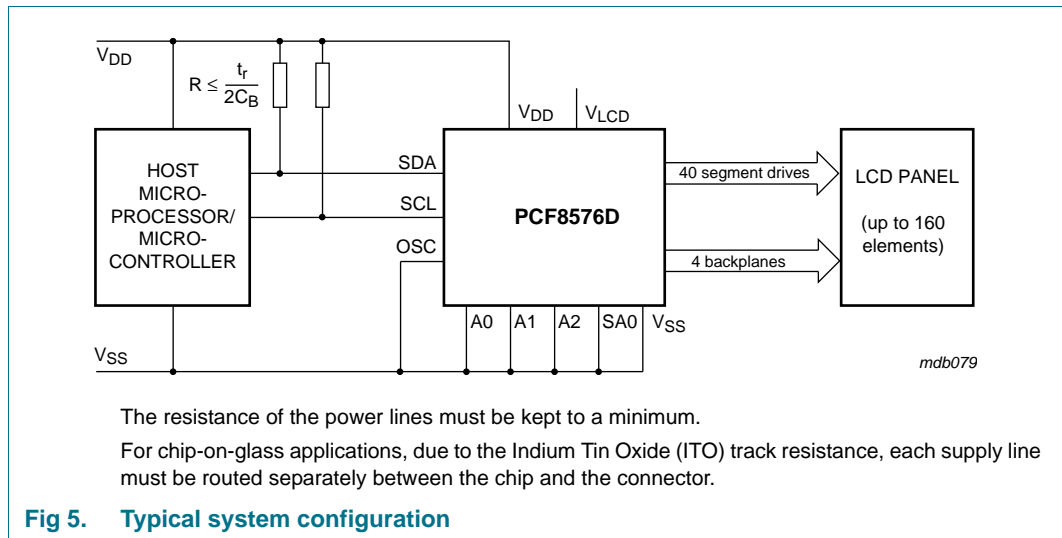 VDD
R ≤ tr
2CB
VDD
VLCD
HOST
MICRO-
PROCESSOR/
MICRO-
CONTROLLER
SDA
SCL
OSC
PCF8576D
40 segment drives
4 backplanes
LCD PANEL
(up to 160
elements)
A0 A1 A2 SA0 VSS
VSS
mdb079
The resistance of the power lines must be kept to a minimum.
For chip-on-glass applications, due to the Indium Tin Oxide (ITO) track resistance, each supply line
must be routed separately between the chip and the connector.
Fig 5. Typical system configuration